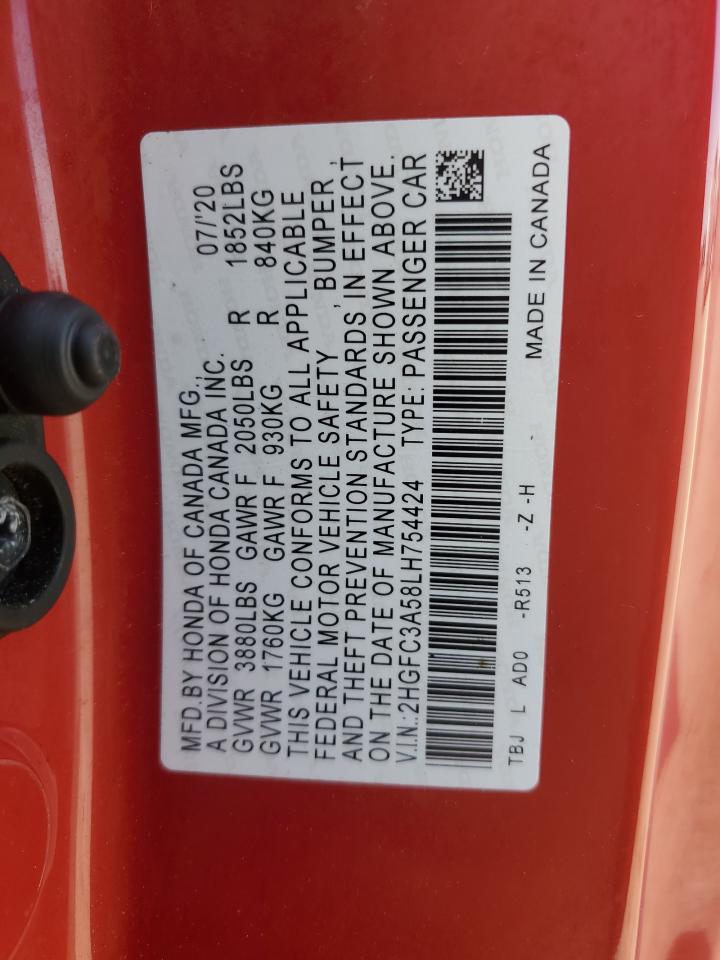 MFD.BY HONDA OF CANADA MFG., 07/'20
A DIVISION OF HONDA CANADA INC.
GVWR 3880LBS GAWR F 2050LBS R 1852LBS
GVWR 1760KG GAWR F 930KG R 840KG
THIS VEHICLE CONFORMS TO ALL APPLICABLE
FEDERAL MOTOR VEHICLE SAFETY , BUMPER ,
AND THEFT PREVENTION STANDARDS IN EFFECT
ON THE DATE OF MANUFACTURE SHOWN ABOVE.
V.I.N.:2HGFC3A58LH754424 TYPE: PASSENGER CAR
TBJ L AD0 -R513 -Z -H - MADE IN CANADA